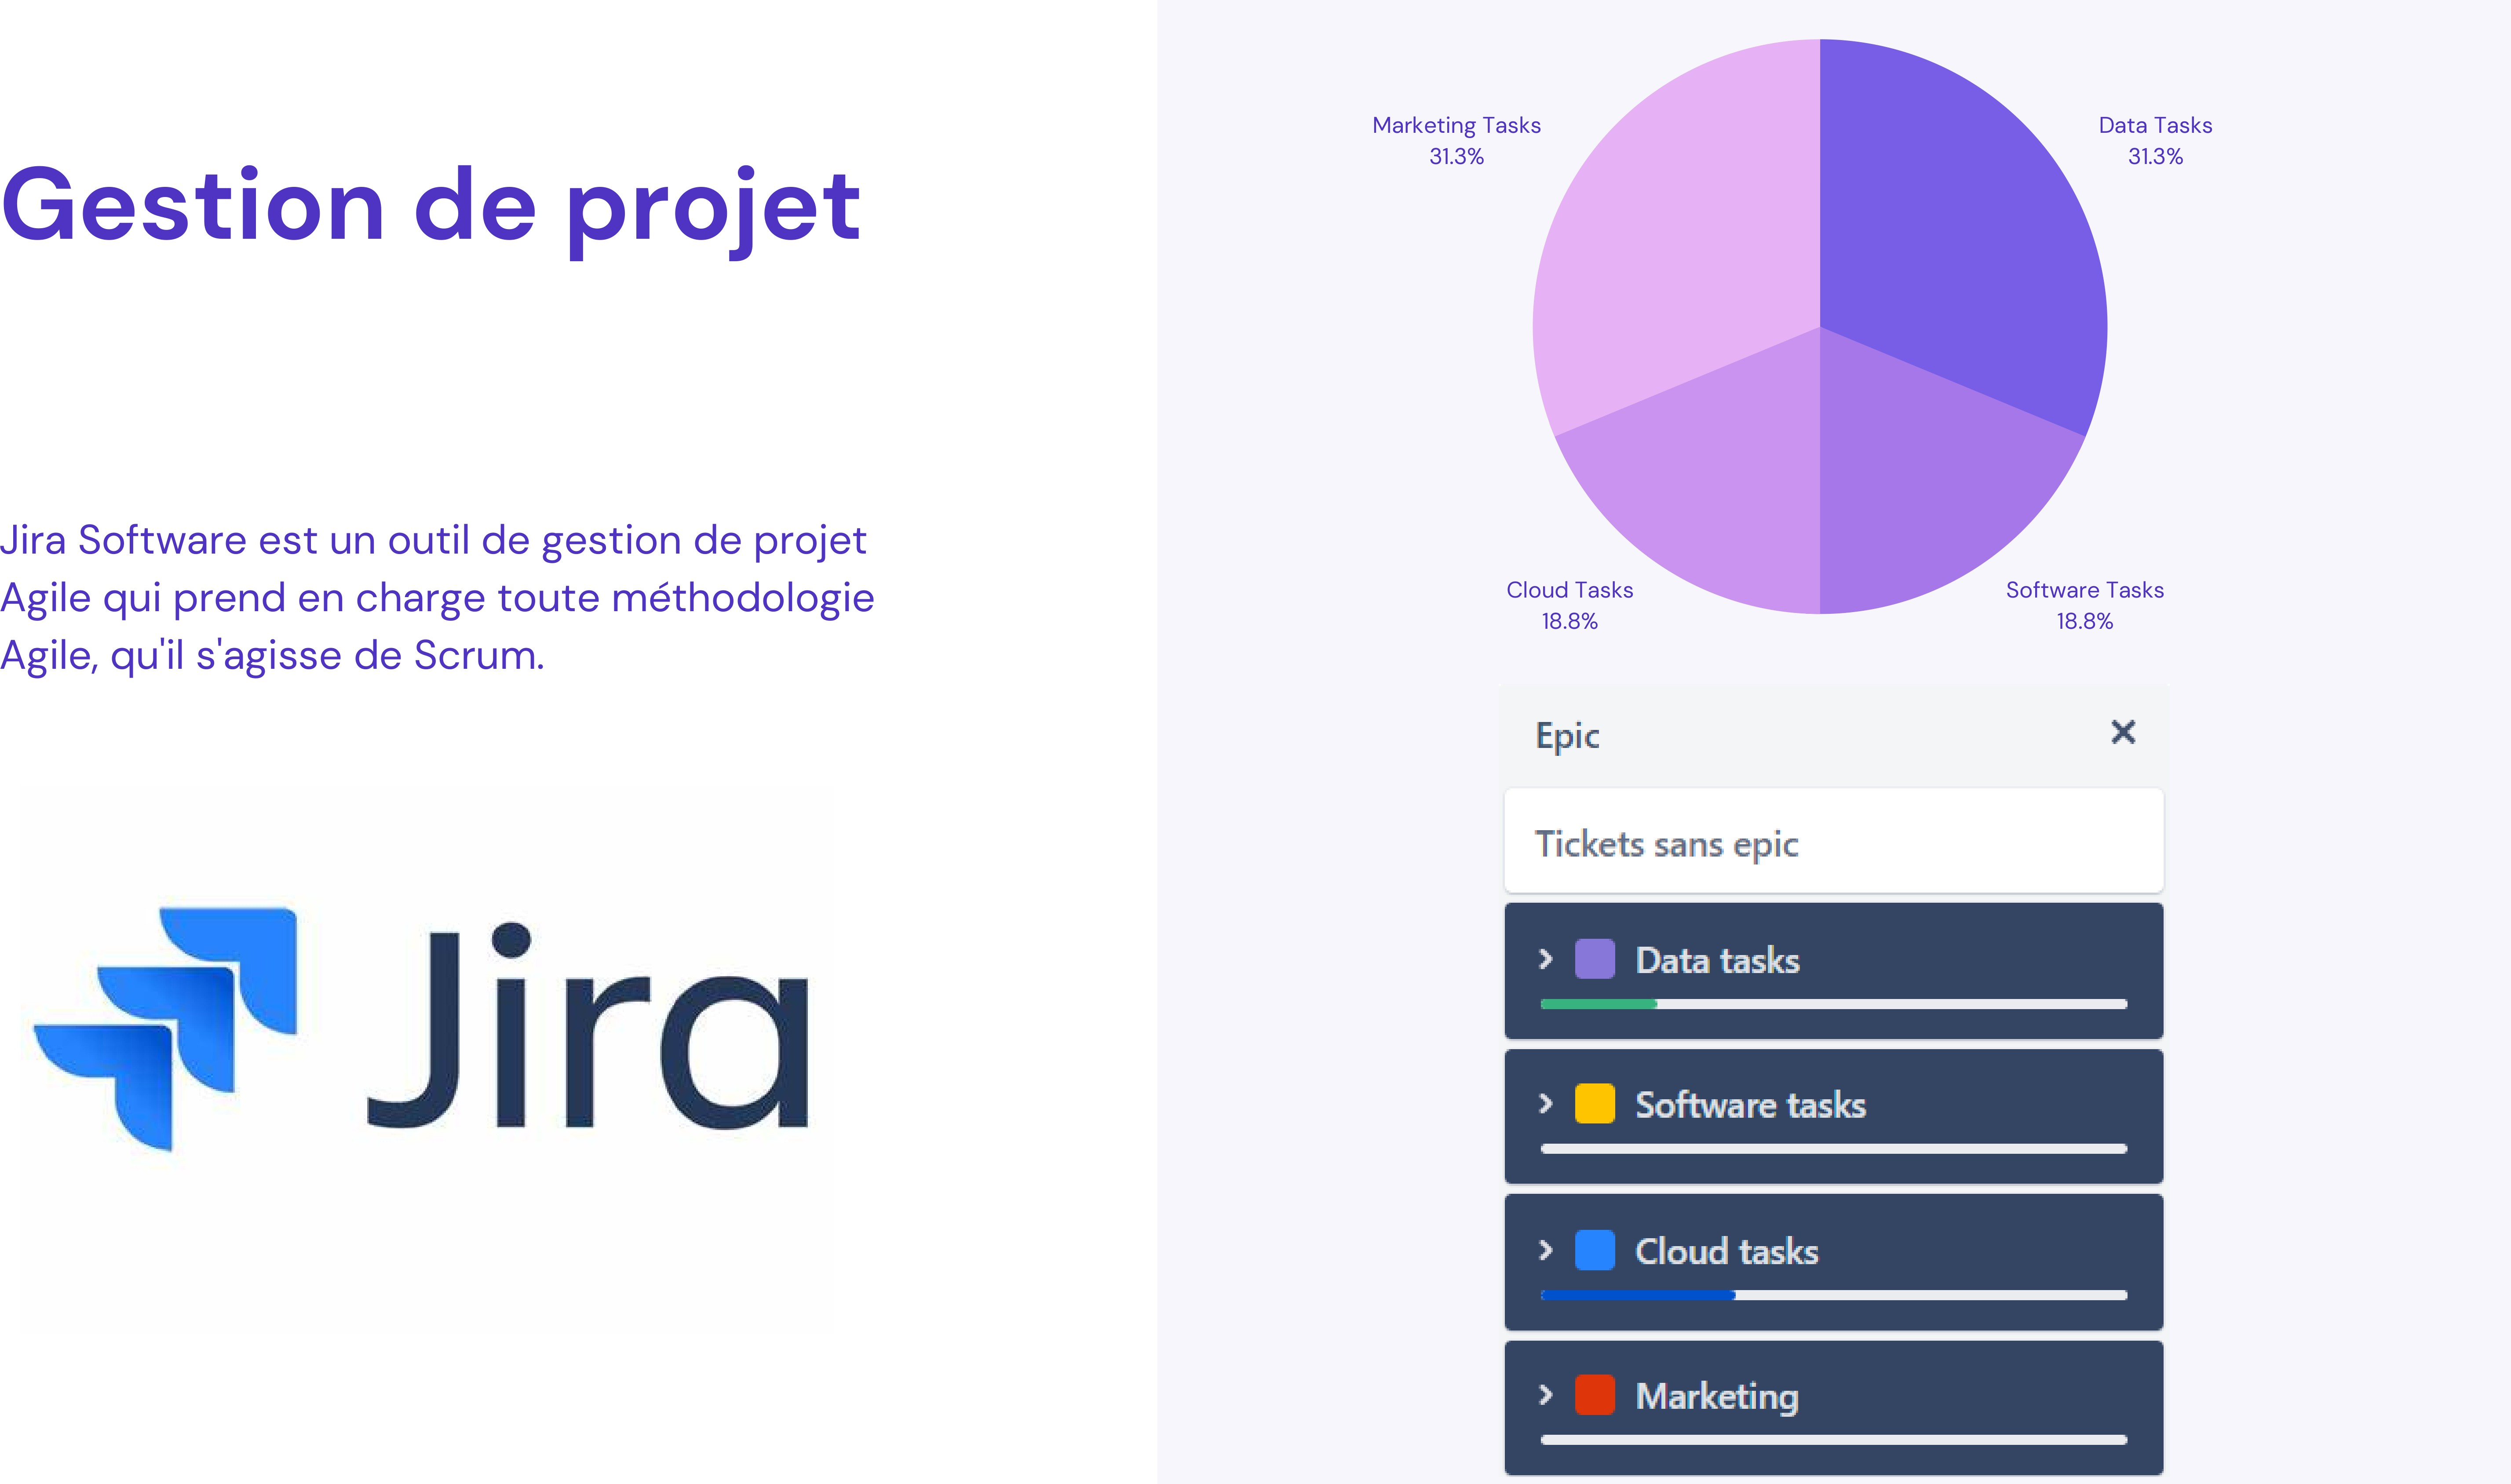 Gestion de projet
Jira Software est un outil de gestion de projet
Agile qui prend en charge toute méthodologie
Agile, qu'il s'agisse de Scrum.
Jira
Marketing Tasks
31.3%
Data Tasks
31.3%
Cloud Tasks
18.8%
Software Tasks
18.8%
Epic
Tickets sans epic
Data tasks
Software tasks
Cloud tasks
Marketing